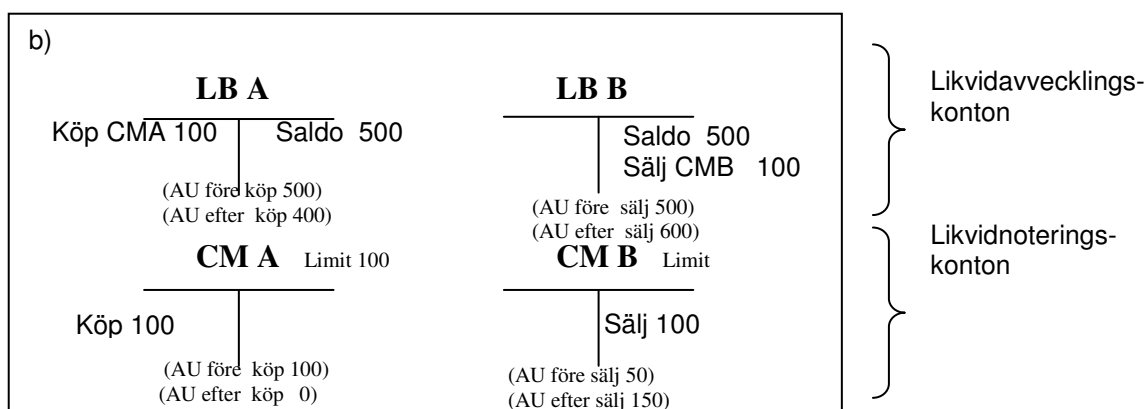 b)
LB A
LB B
Likvidavvecklings-
konton
Köp CMA 100 Saldo 500
Saldo 500
Sälj CMB 100
(AU före köp 500)
(AU efter köp 400)
(AU före sälj 500)
(AU efter sälj 600)
CM A Limit 100
CM B Limit
Likvidnoterings-
konton
Köp 100
Sälj 100
(AU före köp 100)
(AU efter köp 0)
(AU före sälj 50)
(AU efter sälj 150)